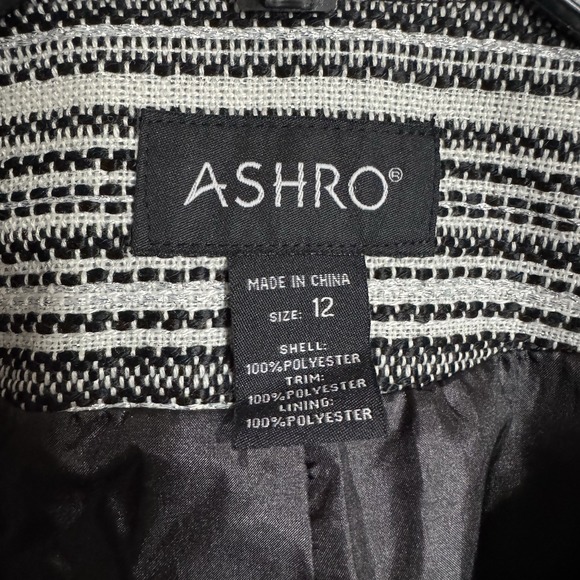 ASHRO®
MADE IN CHINA
SIZE: 12
SHELL:
100%POLYESTER
TRIM:
100%POLYESTER
LINING:
100%POLYESTER